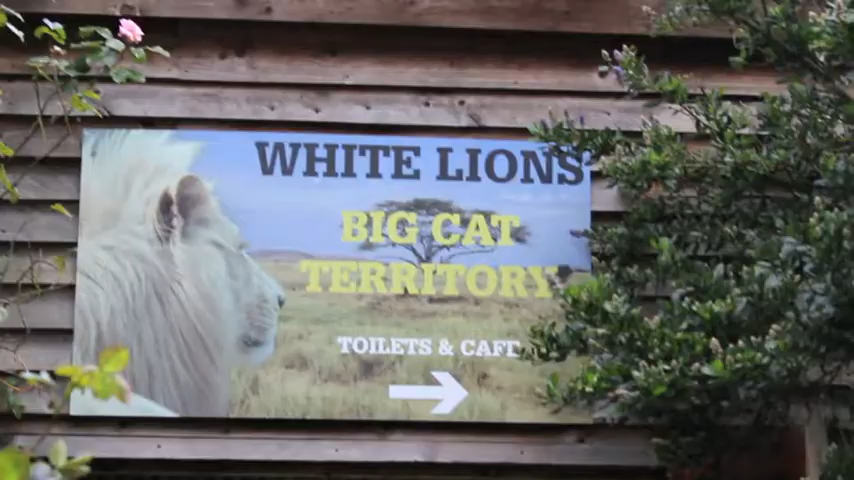 WHITE LIONS
BIG CAT
TERRITORY
TOILETS & CAFE